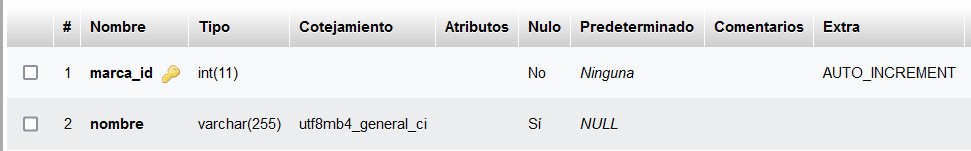 # Nombre Tipo Cotejamiento Atributos Nulo Predeterminado Comentarios Extra
1 marca_id int(11) No Ninguna AUTO_INCREMENT
2 nombre varchar(255) utf8mb4_general_ci Sí NULL